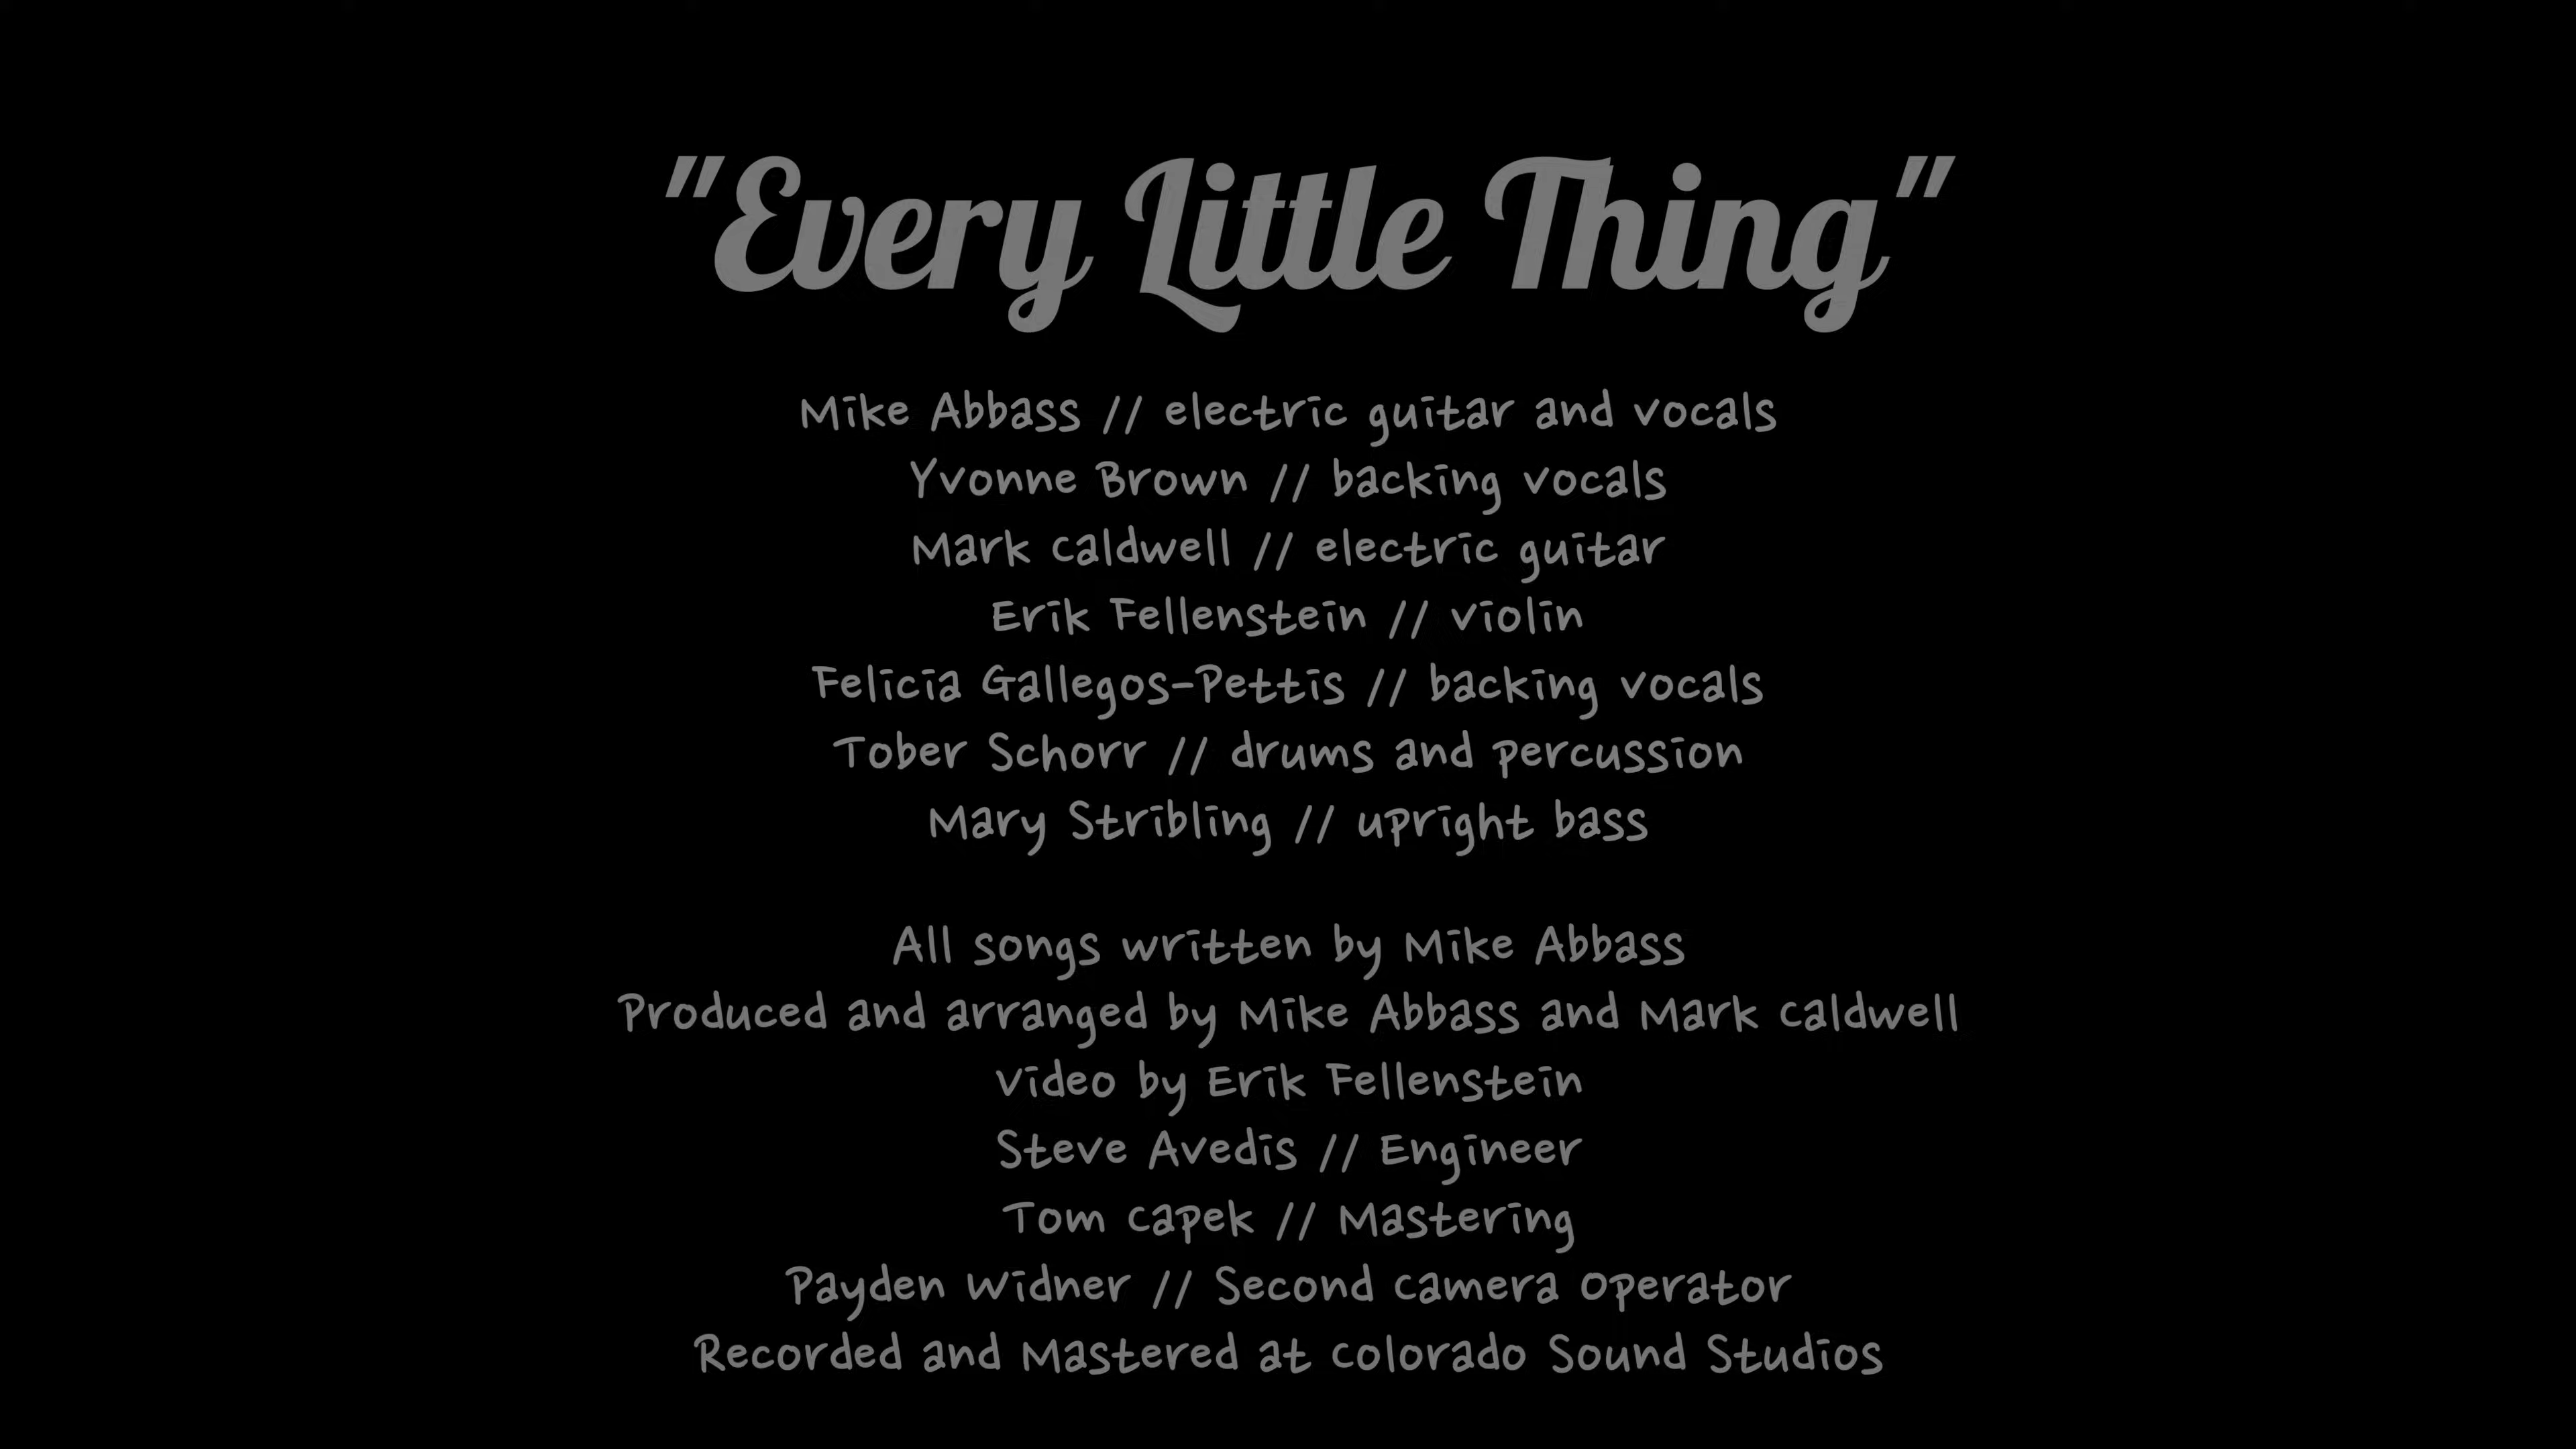 "Every Little Thing"
Mike Abbass // electric guitar and vocals
Yvonne Brown // backing vocals
Mark Caldwell // electric guitar
Erik Fellenstein // violin
Felicia Gallegos-Pettis // backing vocals
Tober Schorr // drums and percussion
Mary Stribling // upright bass
All songs written by Mike Abbass
Produced and arranged by Mike Abbass and Mark Caldwell
Video by Erik Fellenstein
Steve Avedis // Engineer
Tom Capek // Mastering
Payden Widner // Second Camera Operator
Recorded and Mastered at Colorado Sound Studios